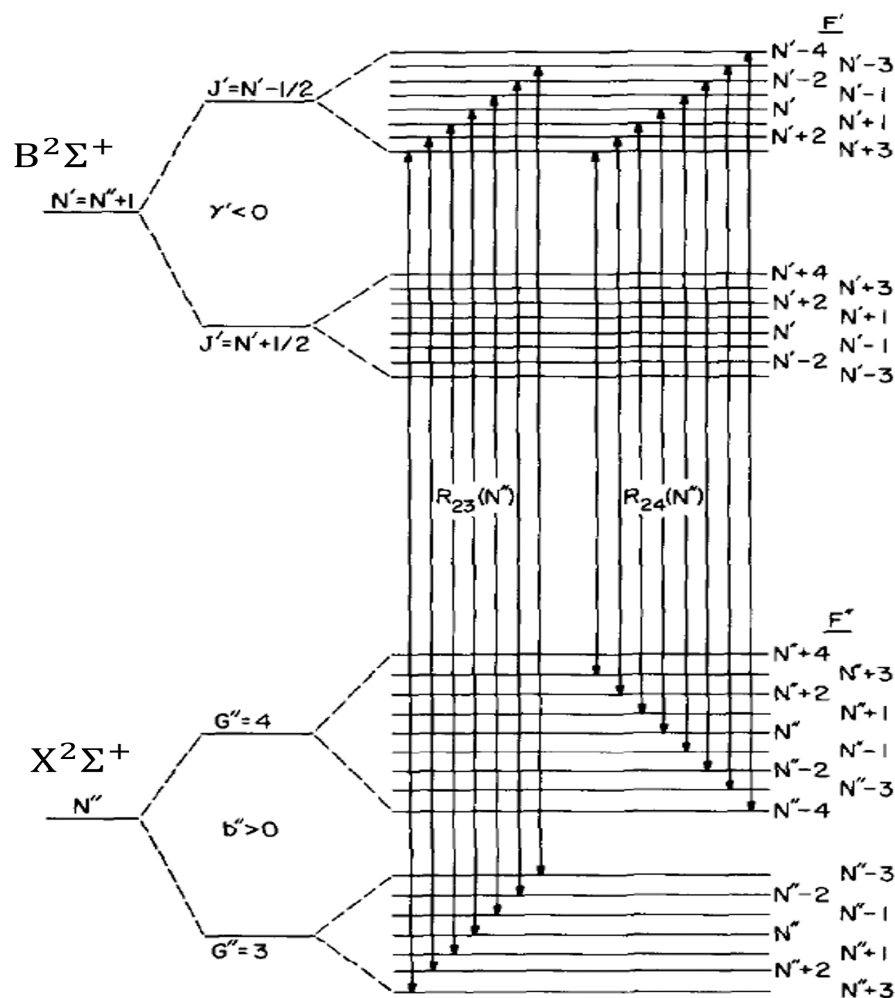 F′
N′−4
J′=N′−1/2
N′−3
N′−2
N′−1
N′
N′+1
N′+2
N′+3
B²Σ⁺
N′=N″+1
γ′<0
N′+4
N′+3
N′+2
N′+1
N′
J′=N′+1/2
N′−1
N′−2
N′−3
R₂₃(N″) R₂₄(N″)
F″
N″+4
N″+3
N″+2
N″+1
G″=4
N″
N″−1
X²Σ⁺
N″−2
N″−3
N″
N″−4
b″>0
N″−3
N″−2
N″−1
N″
G″=3
N″+1
N″+2
N″+3